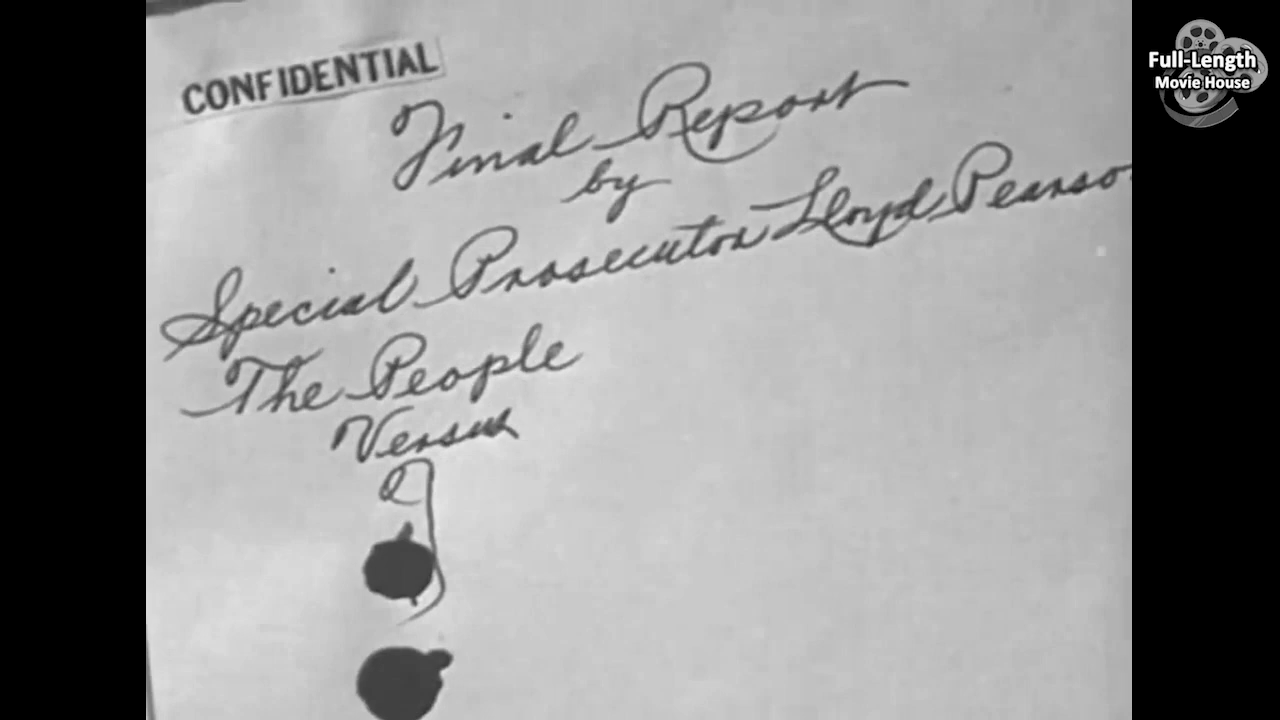 CONFIDENTIAL
Final Report
by
Special Prosecutor Lloyd Pearso
The People
Versus
Full-Length
Movie House